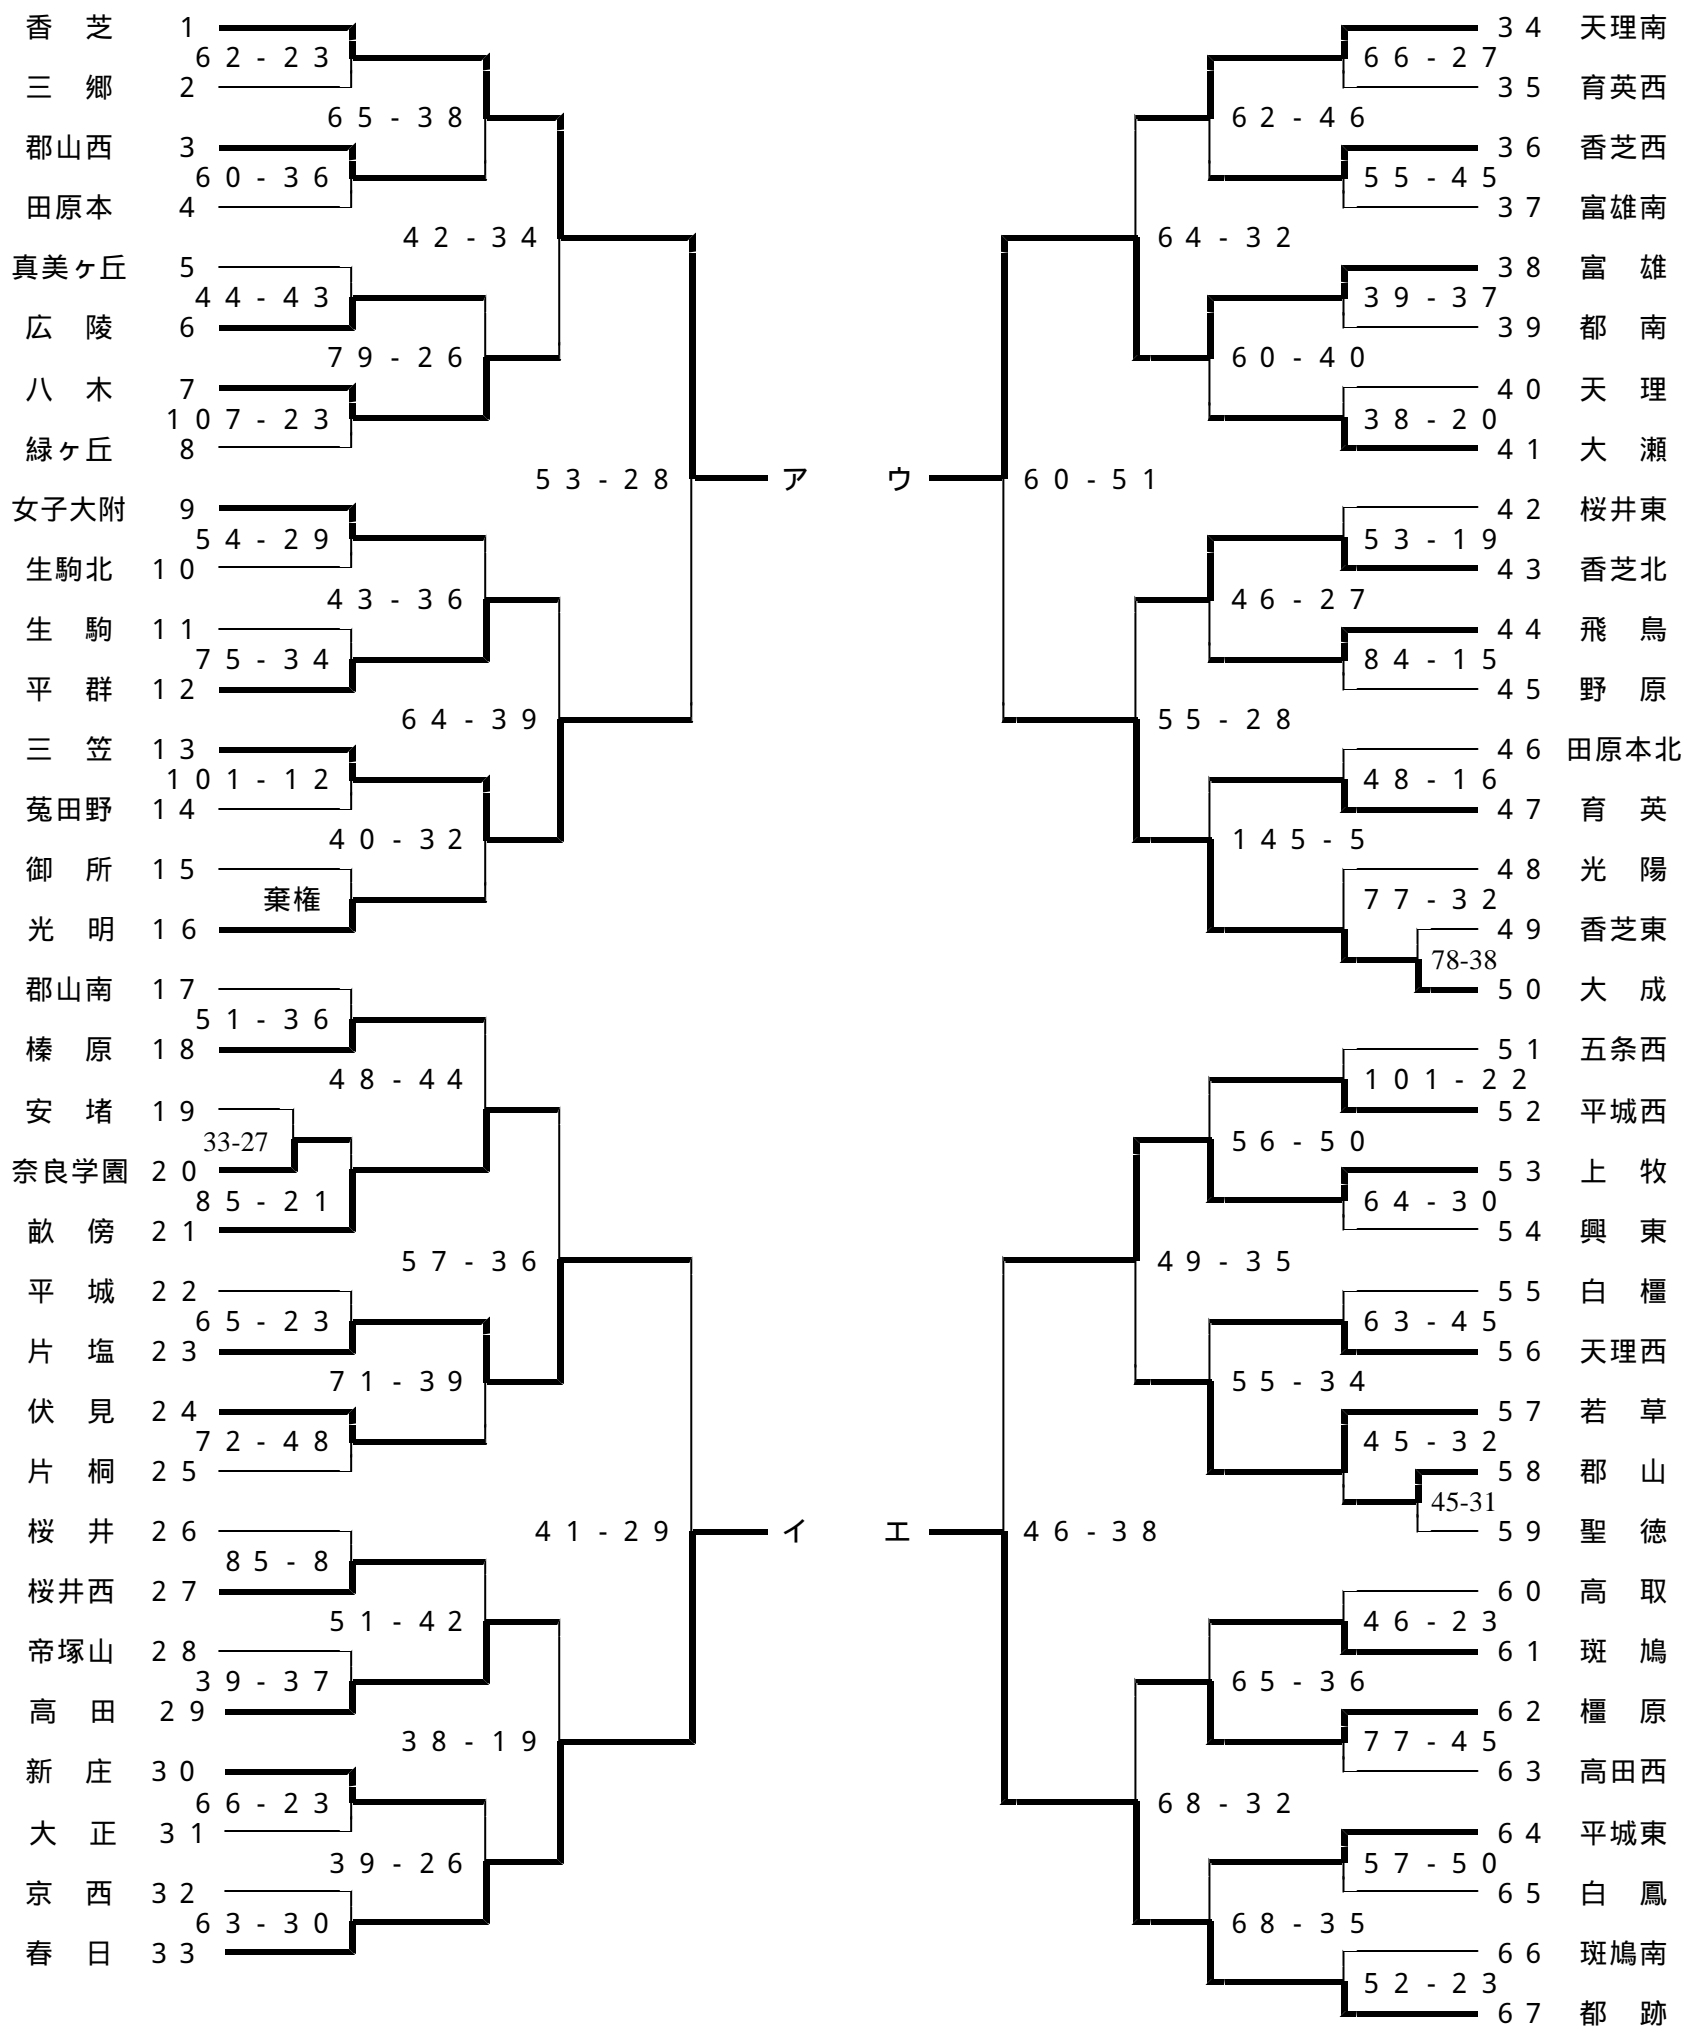 香　芝　1
62-23
三　郷　2
65-38
郡山西　3
60-36
田原本　4
42-34
真美ヶ丘　5
44-43
広　陵　6
79-26
八　木　7
107-23
緑ヶ丘　8
53-28　ア
女子大附　9
54-29
生駒北　10
43-36
生　駒　11
75-34
平　群　12
64-39
三　笠　13
101-12
菟田野　14
40-32
御　所　15
棄権
光　明　16
郡山南　17
51-36
榛　原　18
48-44
安　堵　19
33-27
奈良学園　20
85-21
畝　傍　21
57-36
平　城　22
65-23
片　塩　23
71-39
伏　見　24
72-48
片　桐　25
桜　井　26
41-29　イ
85-8
桜井西　27
51-42
帝塚山　28
39-37
高　田　29
38-19
新　庄　30
66-23
大　正　31
39-26
京　西　32
63-30
春　日　33
34　天理南
66-27
35　育英西
62-46
36　香芝西
55-45
37　富雄南
64-32
38　富　雄
39-37
39　都　南
60-40
40　天　理
38-20
41　大　瀬
ウ　60-51
42　桜井東
53-19
43　香芝北
46-27
44　飛　鳥
84-15
45　野　原
55-28
46　田原本北
48-16
47　育　英
145-5
48　光　陽
77-32
49　香芝東
78-38
50　大　成
51　五条西
101-22
52　平城西
56-50
53　上　牧
64-30
54　興　東
49-35
55　白　橿
63-45
56　天理西
55-34
57　若　草
45-32
58　郡　山
45-31
59　聖　徳
エ　46-38
60　高　取
46-23
61　斑　鳩
65-36
62　橿　原
77-45
63　高田西
68-32
64　平城東
57-50
65　白　鳳
68-35
66　斑鳩南
52-23
67　都　跡